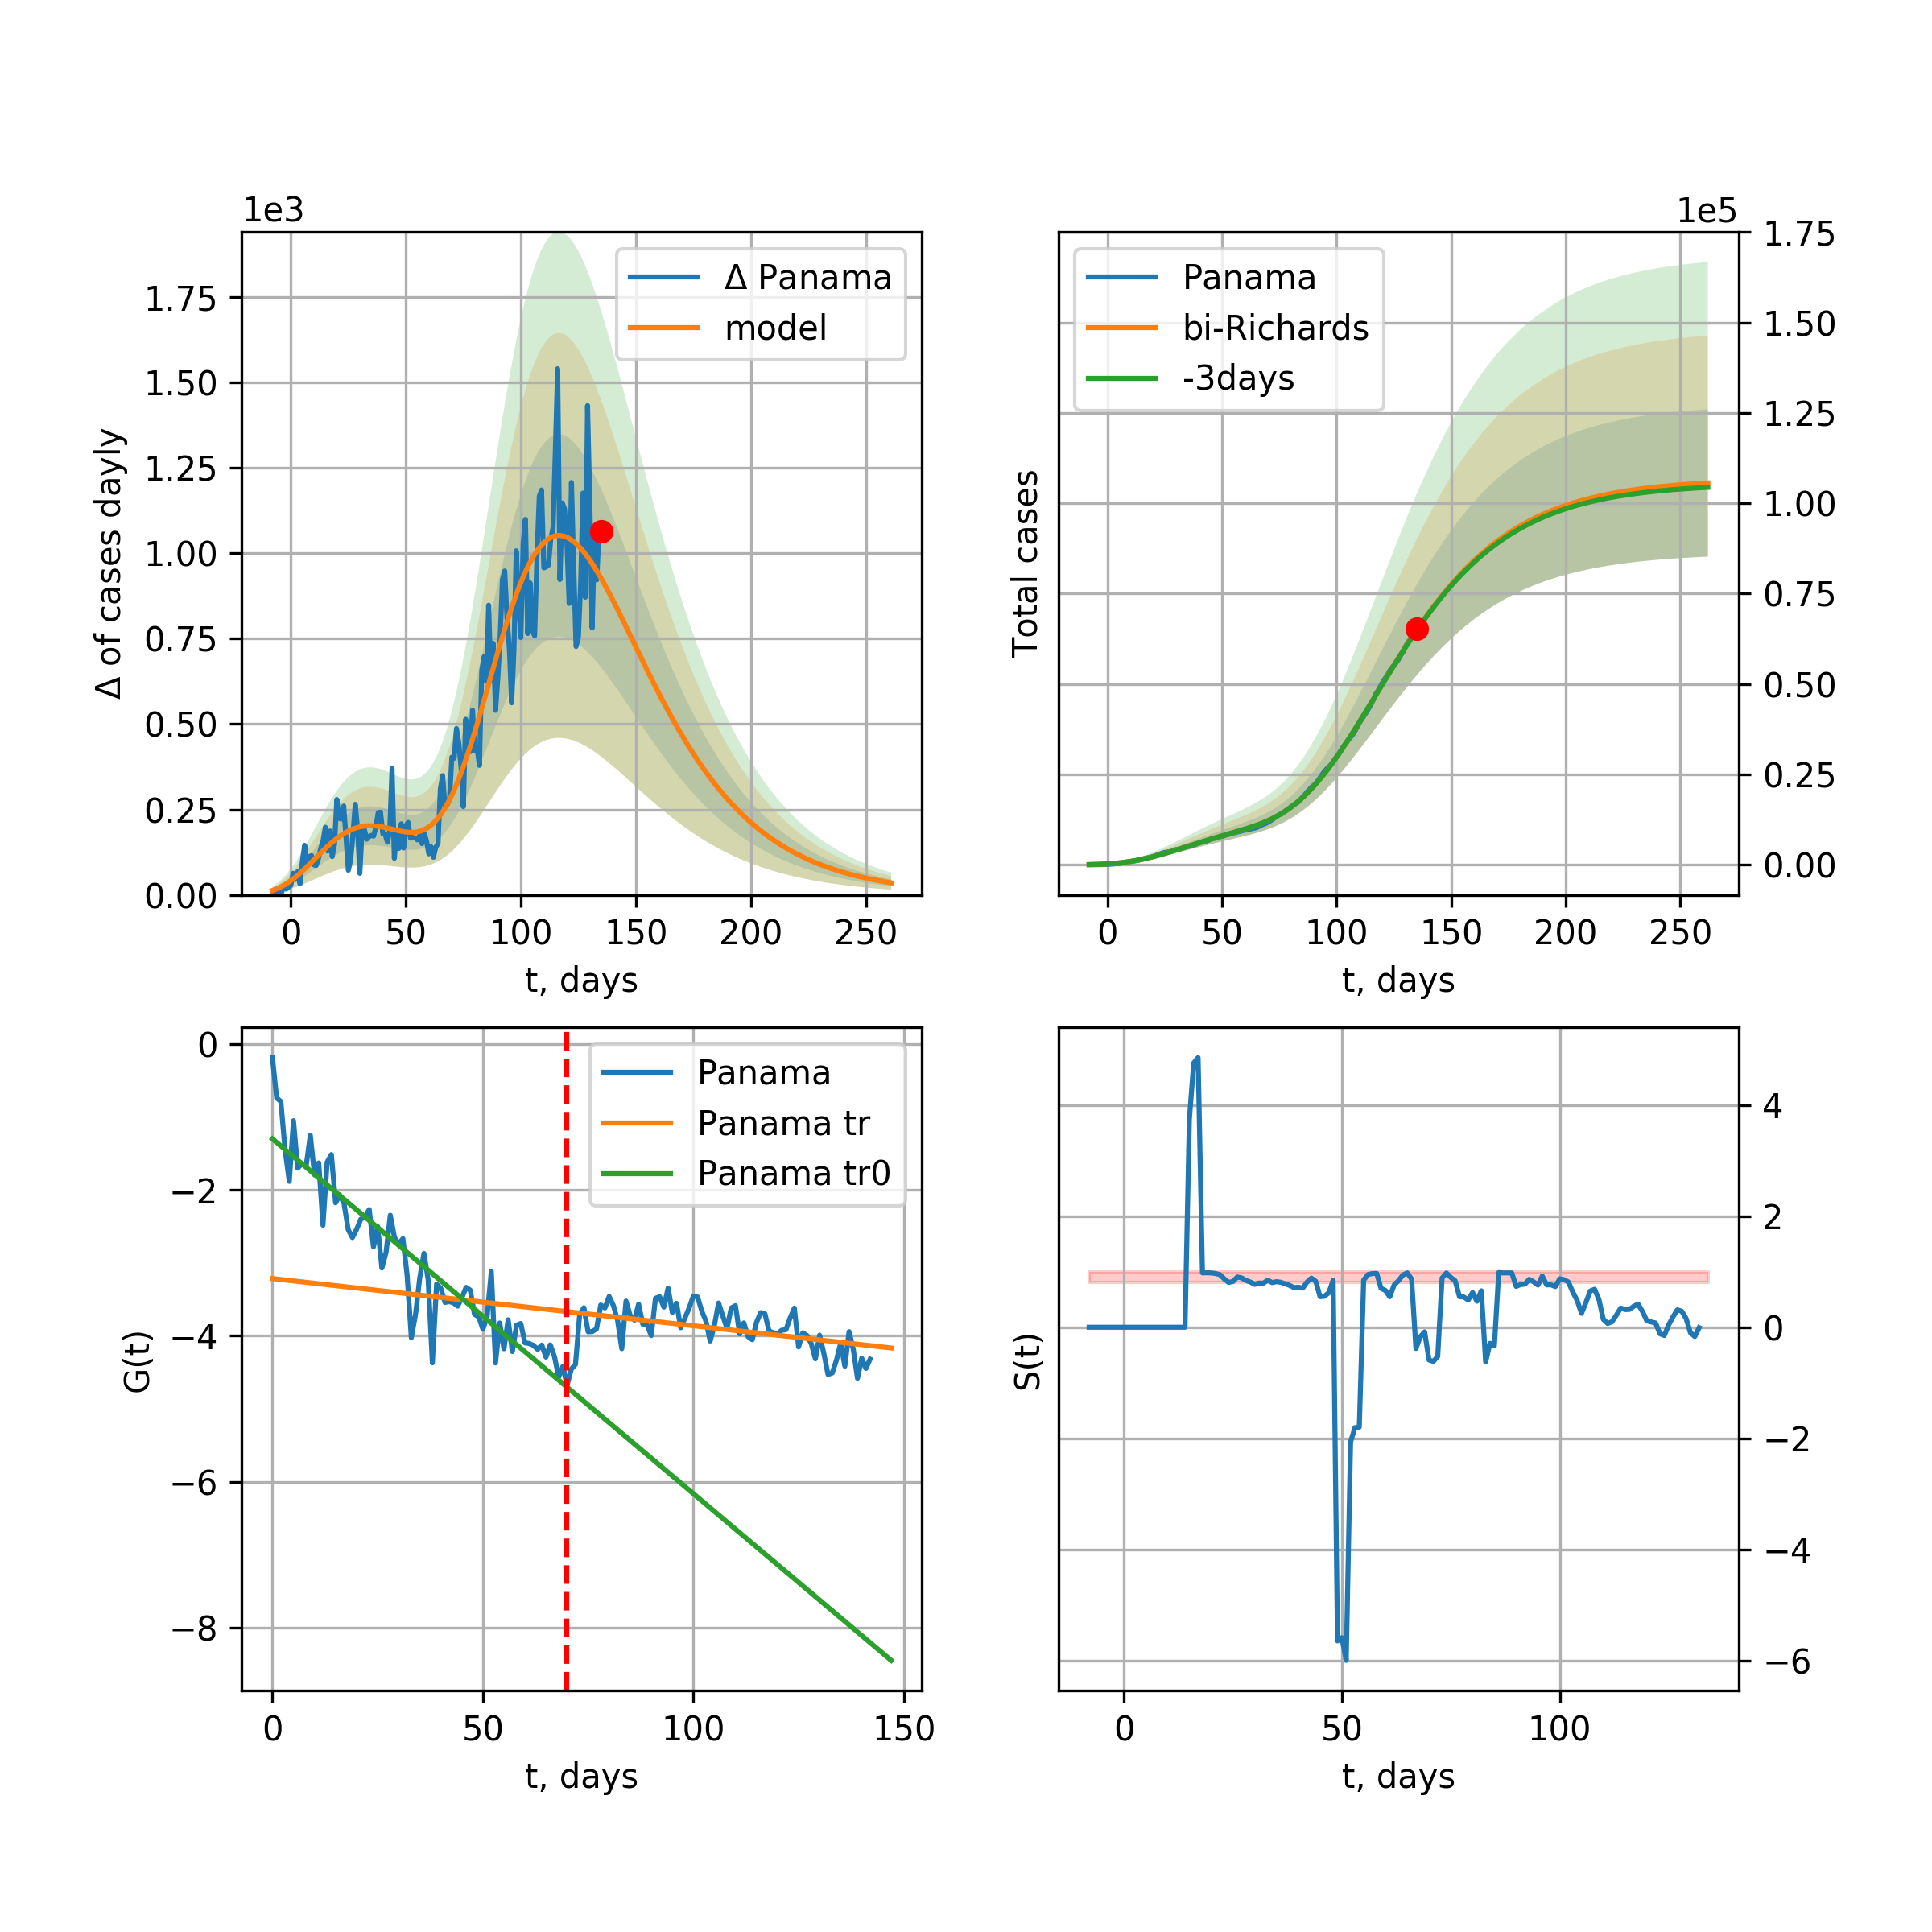 1e3
Δ of cases dayly
1.75
1.50
1.25
1.00
0.75
0.50
0.25
0.00
0 50 100 150 200 250
t, days
Δ Panama
model
1e5
Total cases
1.75
1.50
1.25
1.00
0.75
0.50
0.25
0.00
0 50 100 150 200 250
t, days
Panama
bi-Richards
-3days
G(t)
0
−2
−4
−6
−8
0 50 100 150
t, days
Panama
Panama tr
Panama tr0
S(t)
4
2
0
−2
−4
−6
0 50 100
t, days